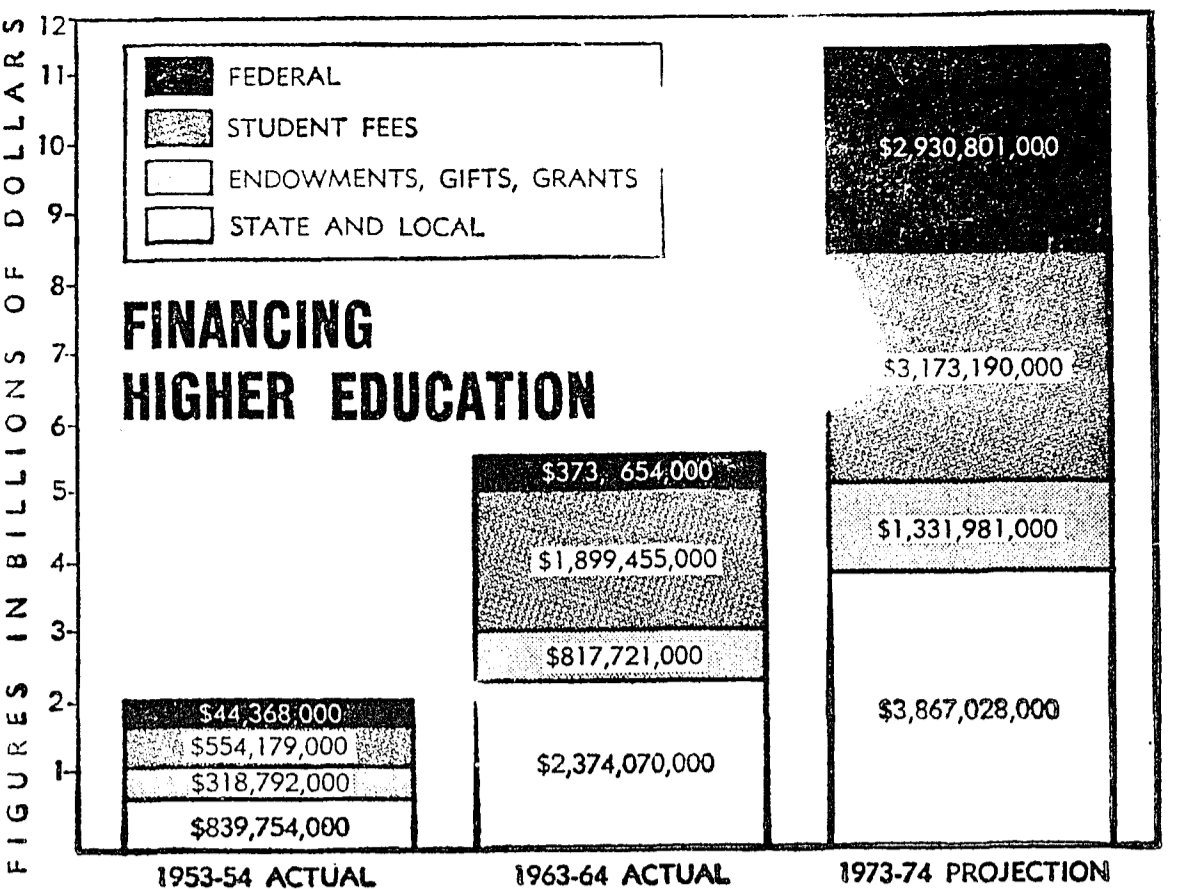 FIGURES IN BILLIONS OF DOLLARS
12
11
10
9
8
7
6
5
4
3
2
1
FEDERAL
STUDENT FEES
ENDOWMENTS, GIFTS, GRANTS
STATE AND LOCAL
FINANCING
HIGHER EDUCATION
$44,368,000
$554,179,000
$318,792,000
$839,754,000
1953-54 ACTUAL
$373, 654,000
$1,899,455,000
$817,721,000
$2,374,070,000
1963-64 ACTUAL
$2,930,801,000
$3,173,190,000
$1,331,981,000
$3,867,028,000
1973-74 PROJECTION